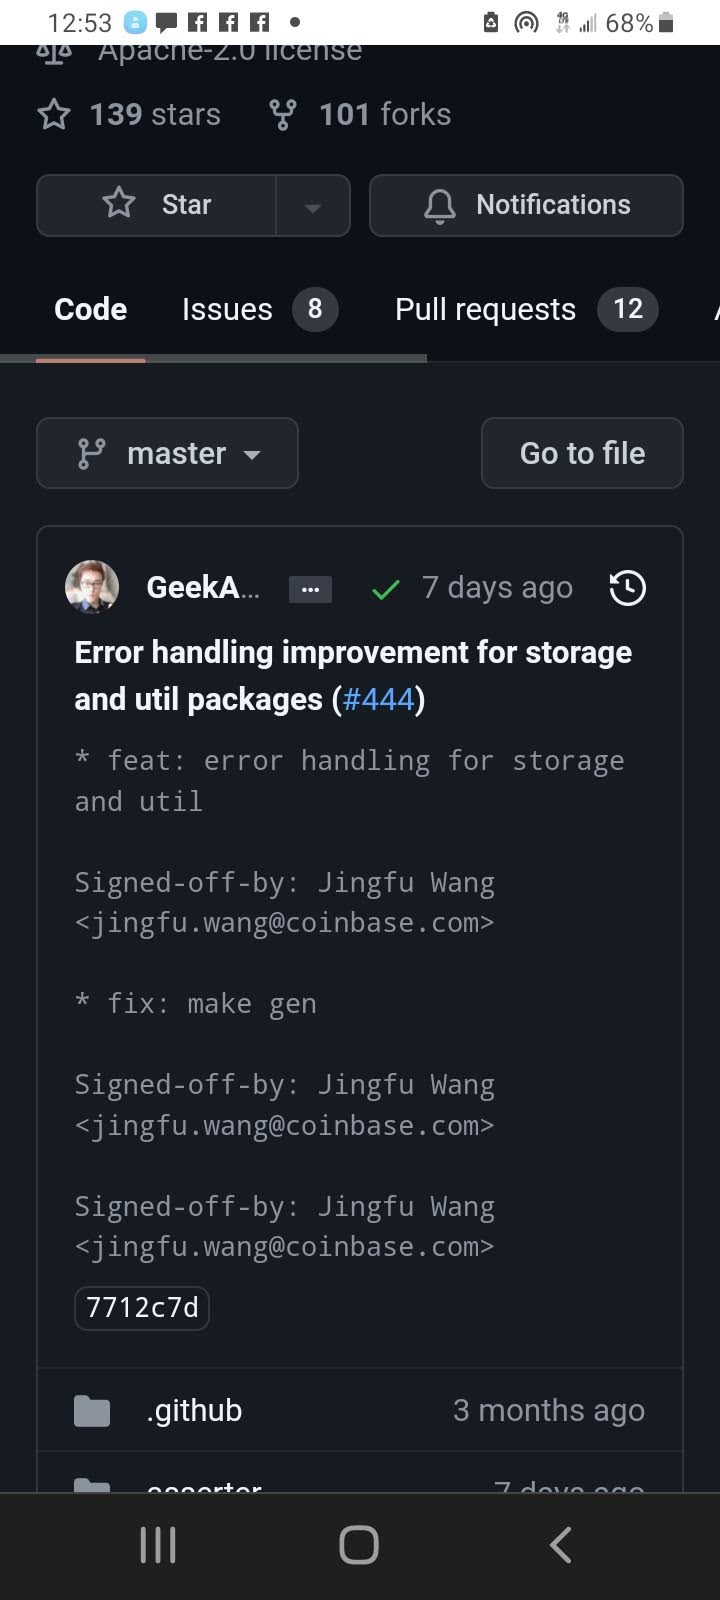 12:53
68%
Apache-2.0 license
139 stars 101 forks
Star Notifications
Code Issues 8 Pull requests 12
master Go to file
GeekA... ... 7 days ago
Error handling improvement for storage
and util packages (#444)
* feat: error handling for storage
and util
Signed-off-by: Jingfu Wang
<jingfu.wang@coinbase.com>
* fix: make gen
Signed-off-by: Jingfu Wang
<jingfu.wang@coinbase.com>
Signed-off-by: Jingfu Wang
<jingfu.wang@coinbase.com>
7712c7d
.github 3 months ago
asserter 7 days ago